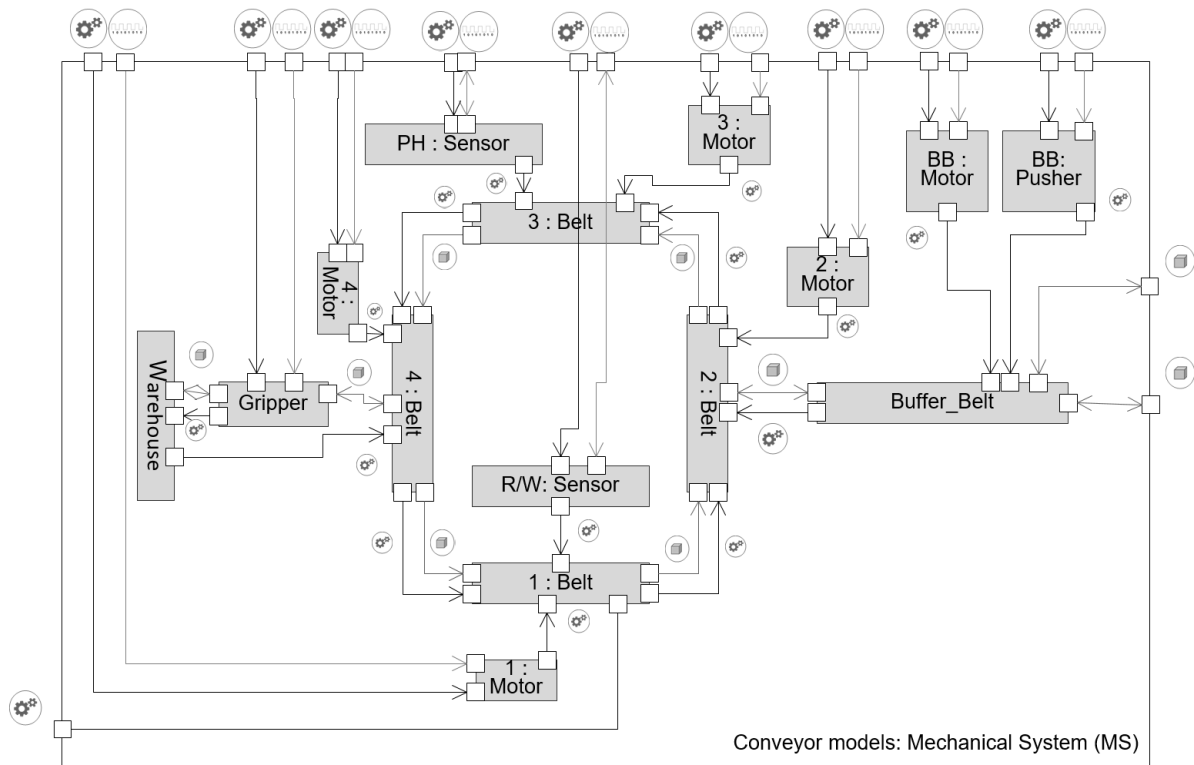 PH : Sensor
3 :
Motor
BB :
Motor
BB:
Pusher
3 : Belt
4 :
Motor
2 :
Motor
Warehouse
Gripper
4 : Belt
2 : Belt
Buffer_Belt
R/W: Sensor
1 : Belt
1 :
Motor
Conveyor models: Mechanical System (MS)